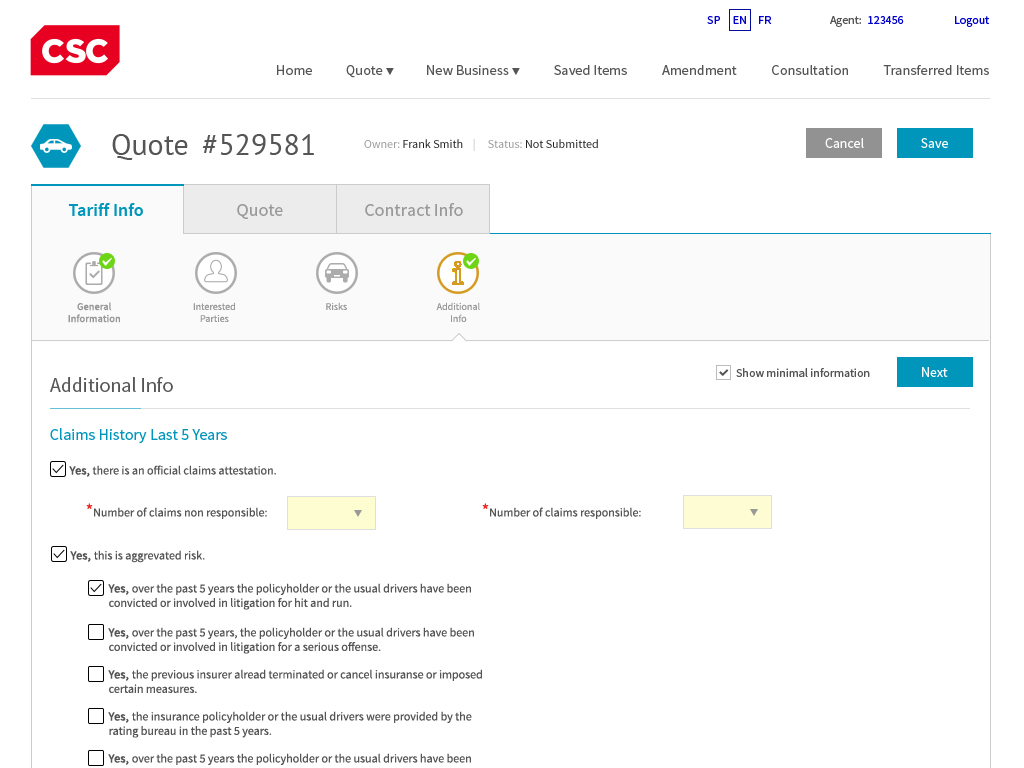 SP EN FR Agent: 123456 Logout
CSC
Home Quote ▾ New Business ▾ Saved Items Amendment Consultation Transferred Items
Quote #529581 Owner: Frank Smith | Status: Not Submitted Cancel Save
Tariff Info Quote Contract Info
General Information
Interested Parties
Risks
Additional Info
Additional Info
Show minimal information Next
Claims History Last 5 Years
Yes, there is an official claims attestation.
*Number of claims non responsible: *Number of claims responsible:
Yes, this is aggrevated risk.
Yes, over the past 5 years the policyholder or the usual drivers have been
convicted or involved in litigation for hit and run.
Yes, over the past 5 years, the policyholder or the usual drivers have been
convicted or involved in litigation for a serious offense.
Yes, the previous insurer alread terminated or cancel insuranse or imposed
certain measures.
Yes, the insurance policyholder or the usual drivers were provided by the
rating bureau in the past 5 years.
Yes, over the past 5 years the policyholder or the usual drivers have been